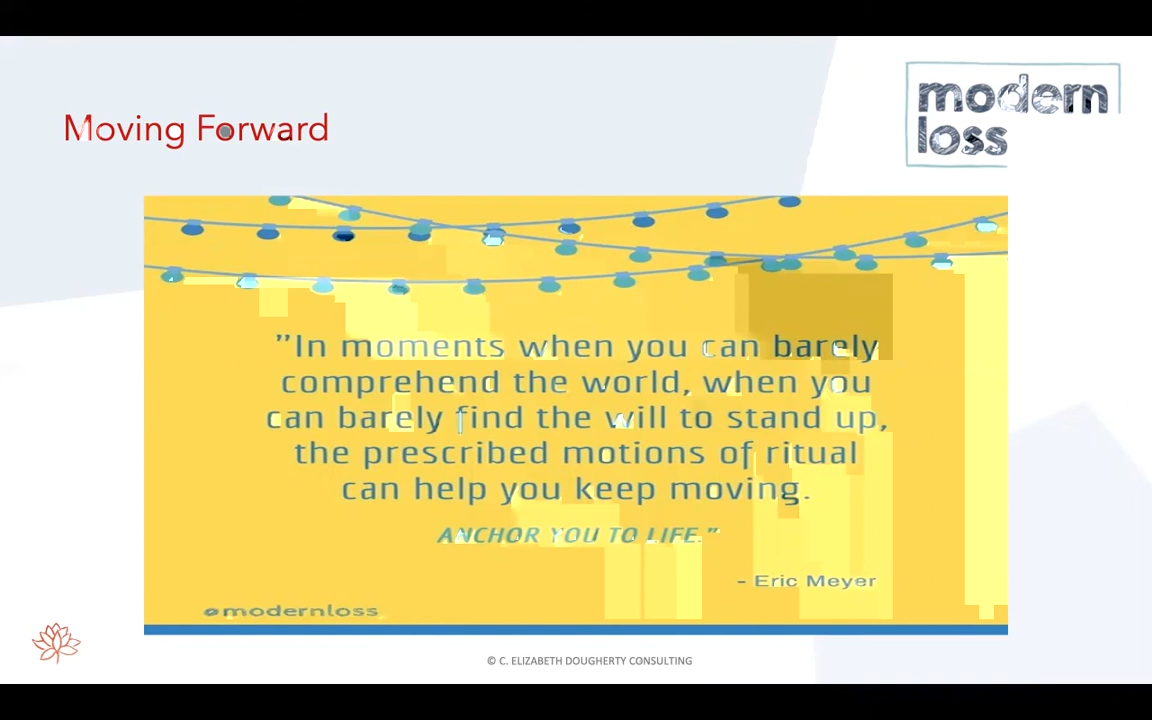 Moving Forward
modern
loss
"In moments when you can barely
comprehend the world, when you
can barely find the will to stand up,
the prescribed motions of ritual
can help you keep moving.
ANCHOR YOU TO LIFE."
- Eric Meyer
@modernloss
© C. ELIZABETH DOUGHERTY CONSULTING